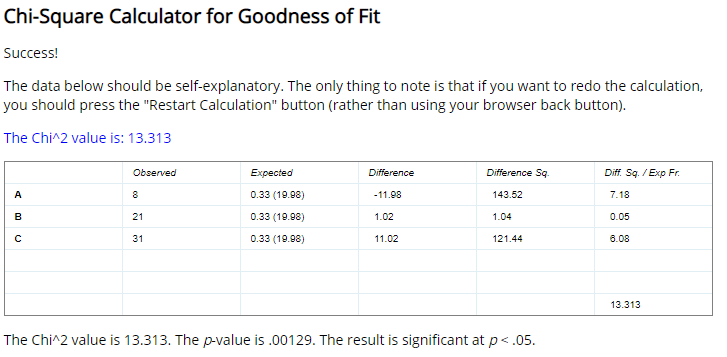 Chi-Square Calculator for Goodness of Fit
Success!
The data below should be self-explanatory. The only thing to note is that if you want to redo the calculation,
you should press the "Restart Calculation" button (rather than using your browser back button).
The Chi^2 value is: 13.313
Observed Expected Difference Difference Sq. Diff. Sq. / Exp Fr.
A 8 0.33 (19.98) -11.98 143.52 7.18
B 21 0.33 (19.98) 1.02 1.04 0.05
C 31 0.33 (19.98) 11.02 121.44 6.08
13.313
The Chi^2 value is 13.313. The p-value is .00129. The result is significant at p < .05.